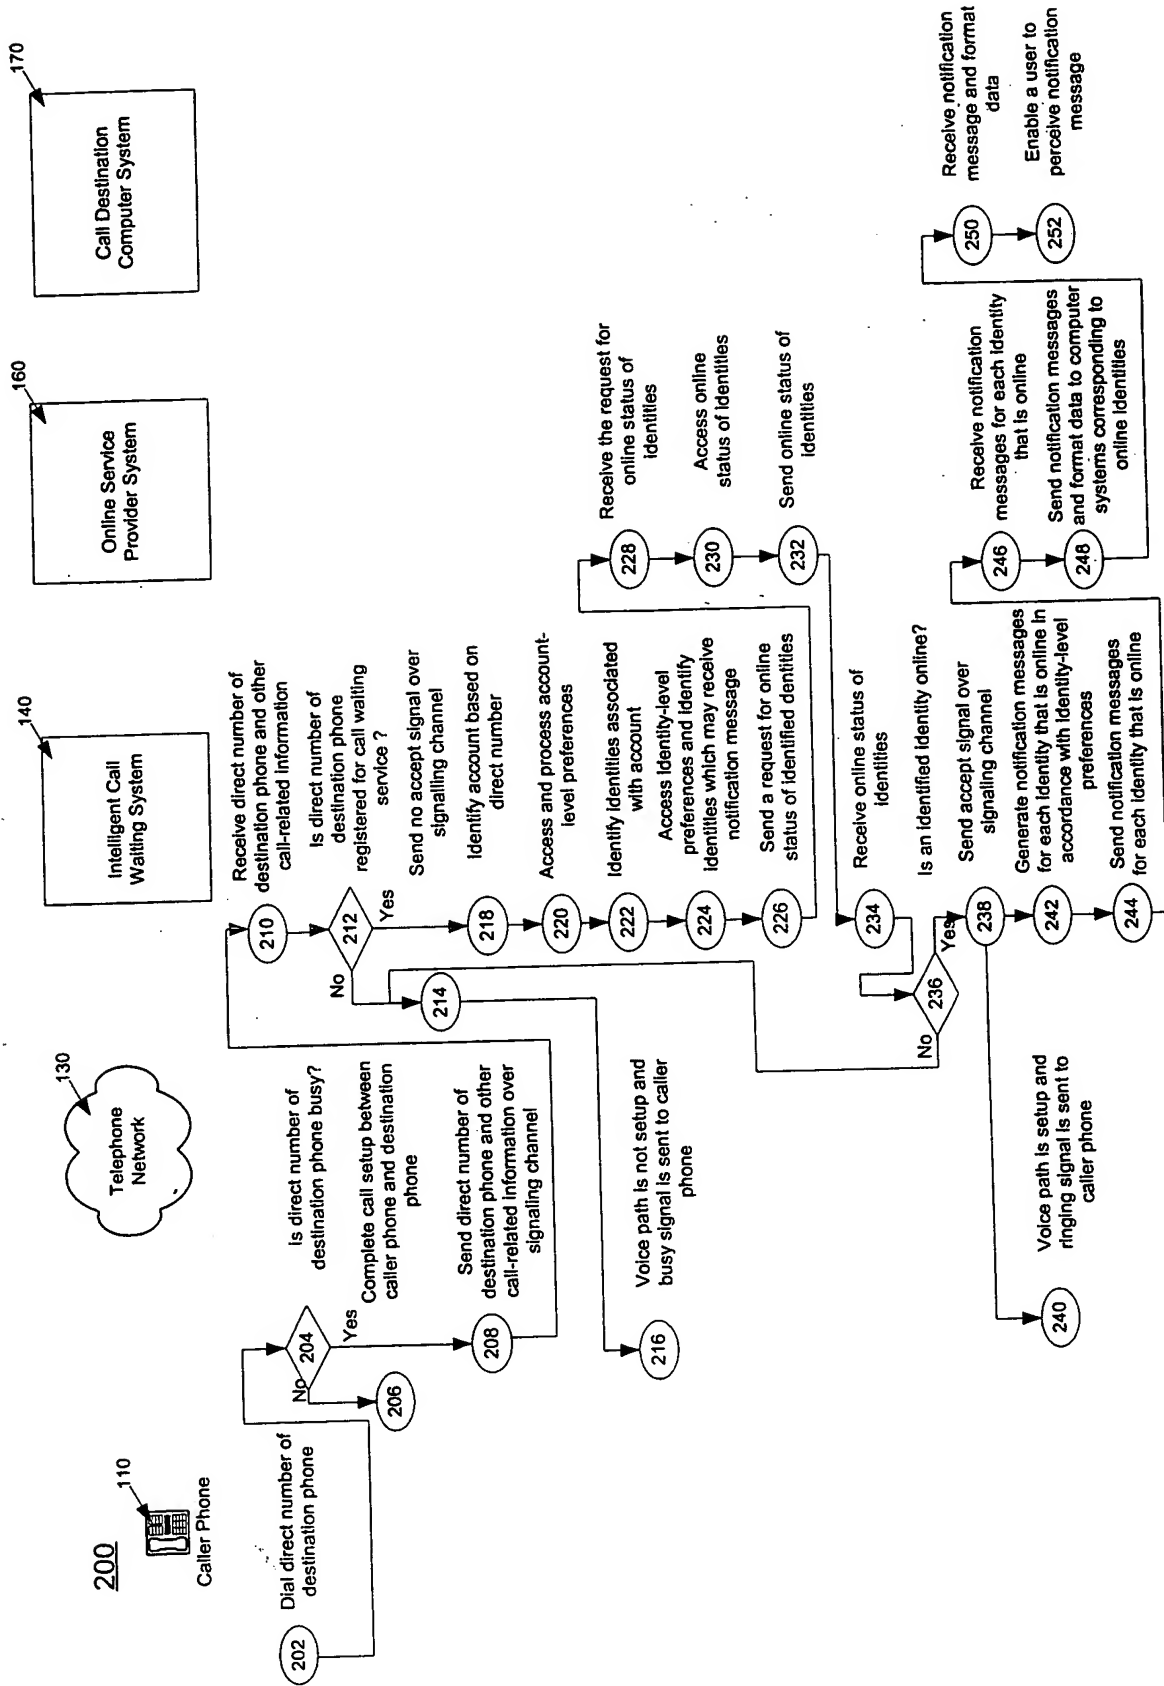 200
110
Caller Phone
130
Telephone
Network
140
Intelligent Call
Waiting System
160
Online Service
Provider System
170
Call Destination
Computer System
202
Dial direct number of
destination phone
204
Is direct number of
destination phone busy?
No
Yes
206
Complete call setup between
caller phone and destination
phone
208
Send direct number of
destination phone and other
call-related information over
signaling channel
210
Receive direct number of
destination phone and other
call-related information
212
Is direct number of
destination phone
registered for call waiting
service ?
No
Yes
214
Send no accept signal over
signalling channel
216
Voice path is not setup and
busy signal is sent to caller
phone
218
Identify account based on
direct number
220
Access and process account-
level preferences
222
Identify identities associated
with account
224
Access identity-level
preferences and identify
identities which may receive
notification message
226
Send a request for online
status of identified dentities
228
Receive the request for
online status of
identities
230
Access online
status of identities
232
Send online status of
identities
234
Receive online status of
identities
236
Is an identified identity online?
No
Yes
238
Send accept signal over
signaling channel
240
Voice path is setup and
ringing signal is sent to
caller phone
242
Generate notification messages
for each identity that is online in
accordance with identity-level
preferences
244
Send notification messages
for each identity that is online
246
Receive notification
messages for each identity
that is online
248
Send notification messages
and format data to computer
systems corresponding to
online identities
250
Receive notification
message and format
data
252
Enable a user to
perceive notification
message